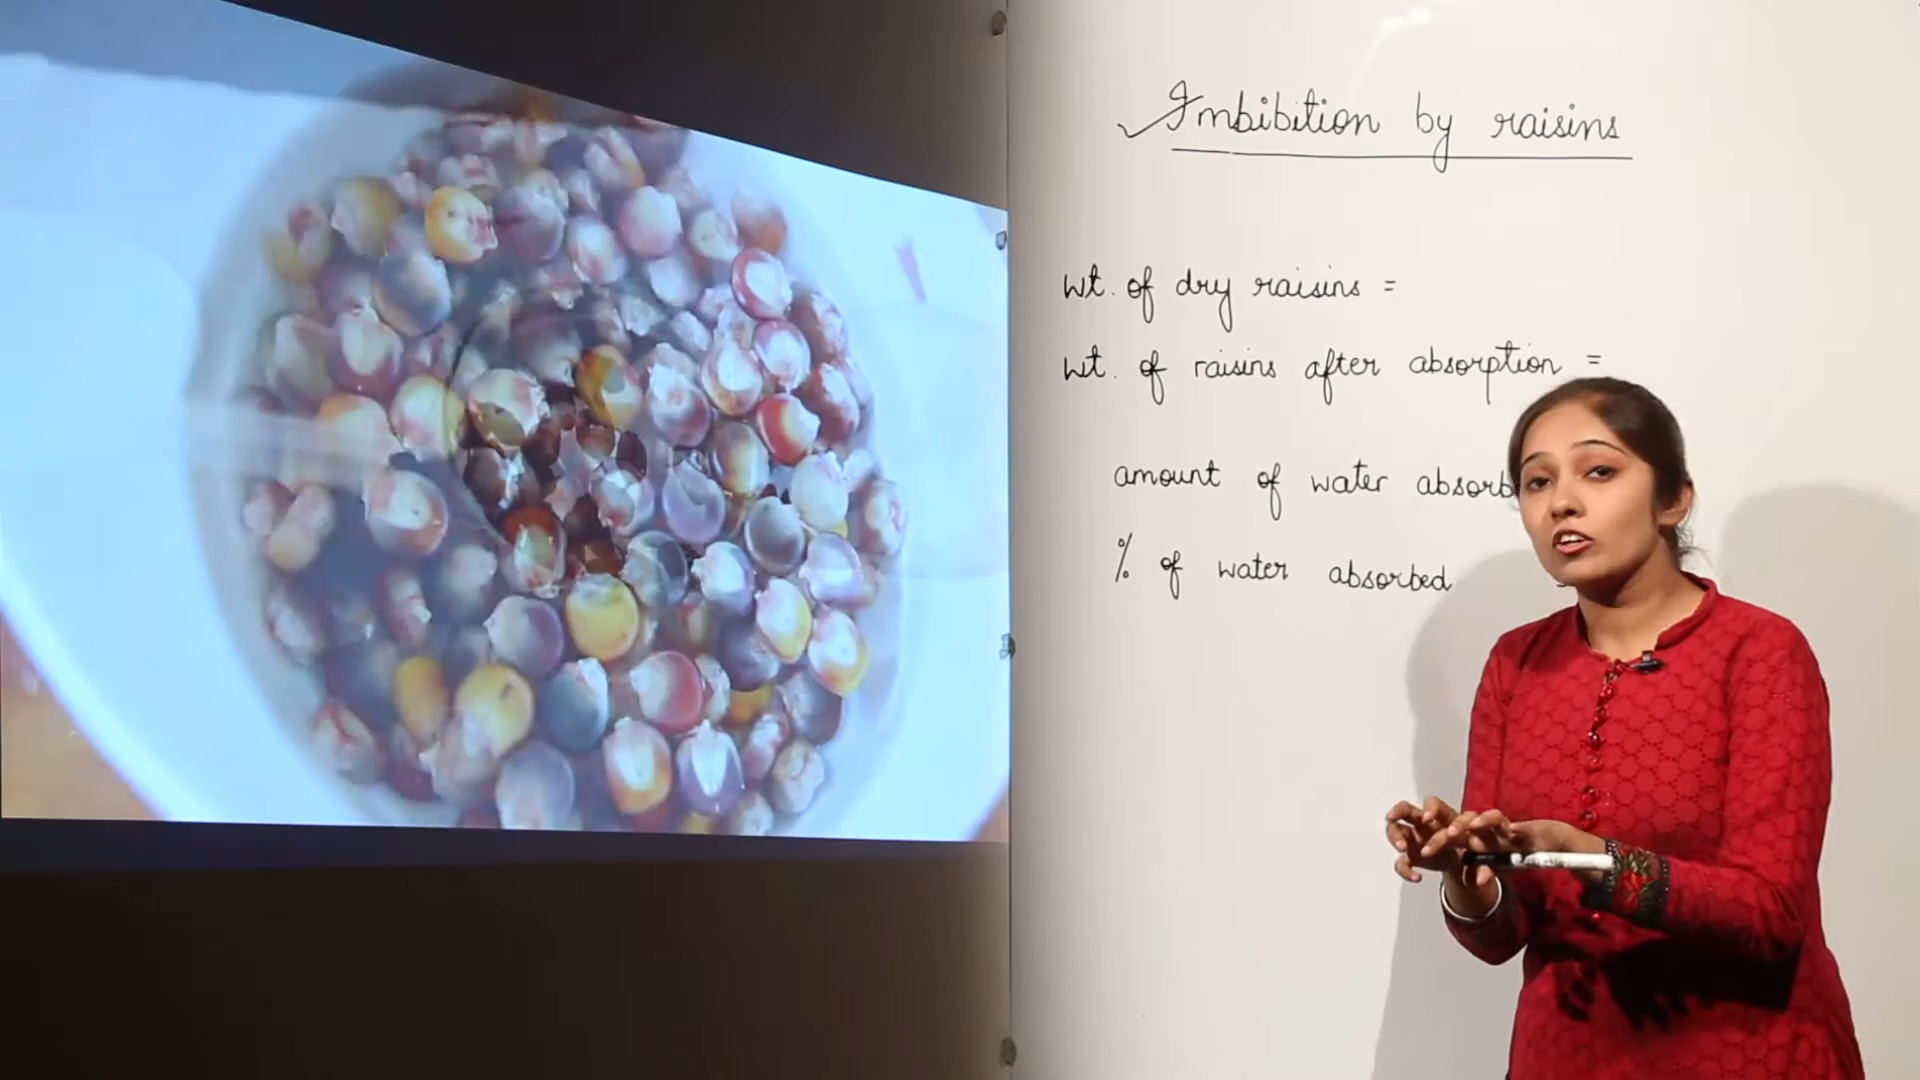 Imbibition by raisins
wt. of dry raisins =
wt. of raisins after absorption =
amount of water absorb
% of water absorbed